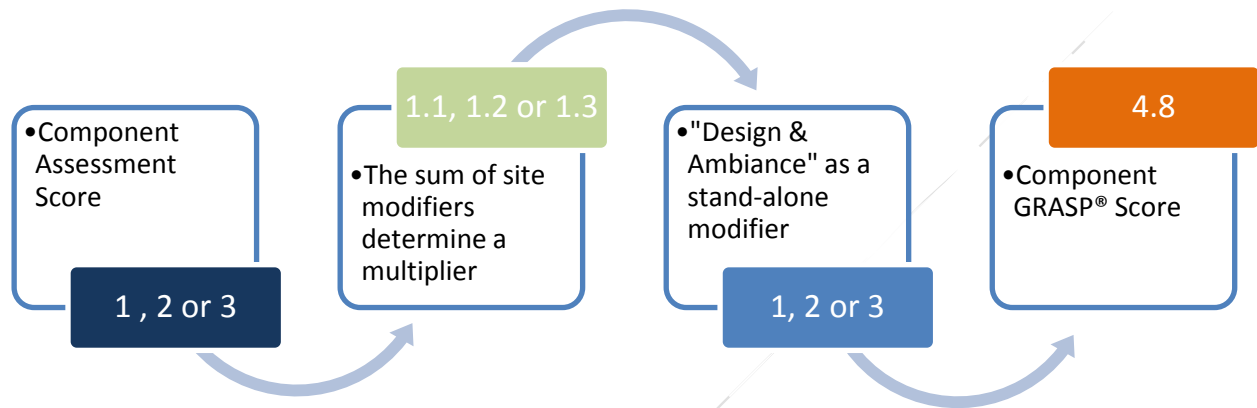 •Component
Assessment
Score
1 , 2 or 3
1.1, 1.2 or 1.3
•The sum of site
modifiers
determine a
multiplier
•"Design &
Ambiance" as a
stand-alone
modifier
1, 2 or 3
4.8
•Component
GRASP® Score